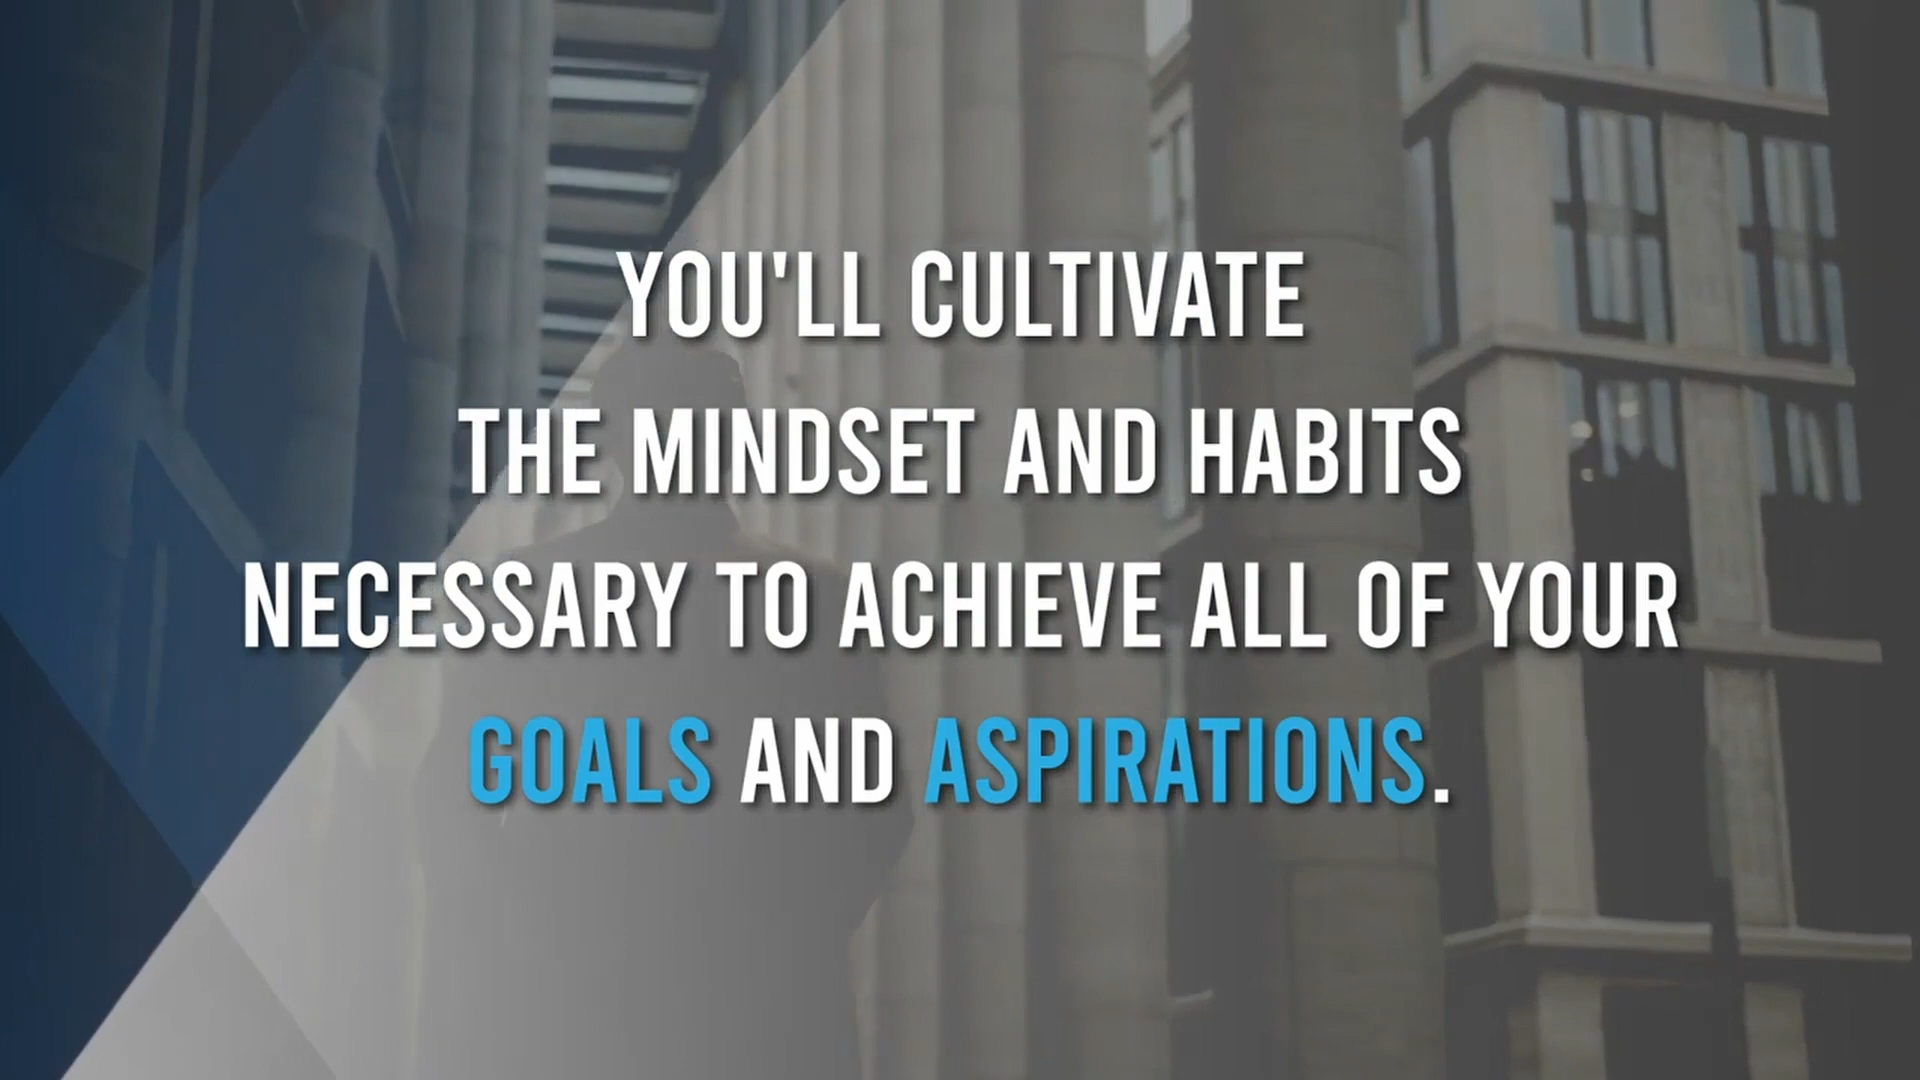 YOU'LL CULTIVATE
THE MINDSET AND HABITS
NECESSARY TO ACHIEVE ALL OF YOUR
GOALS AND ASPIRATIONS.